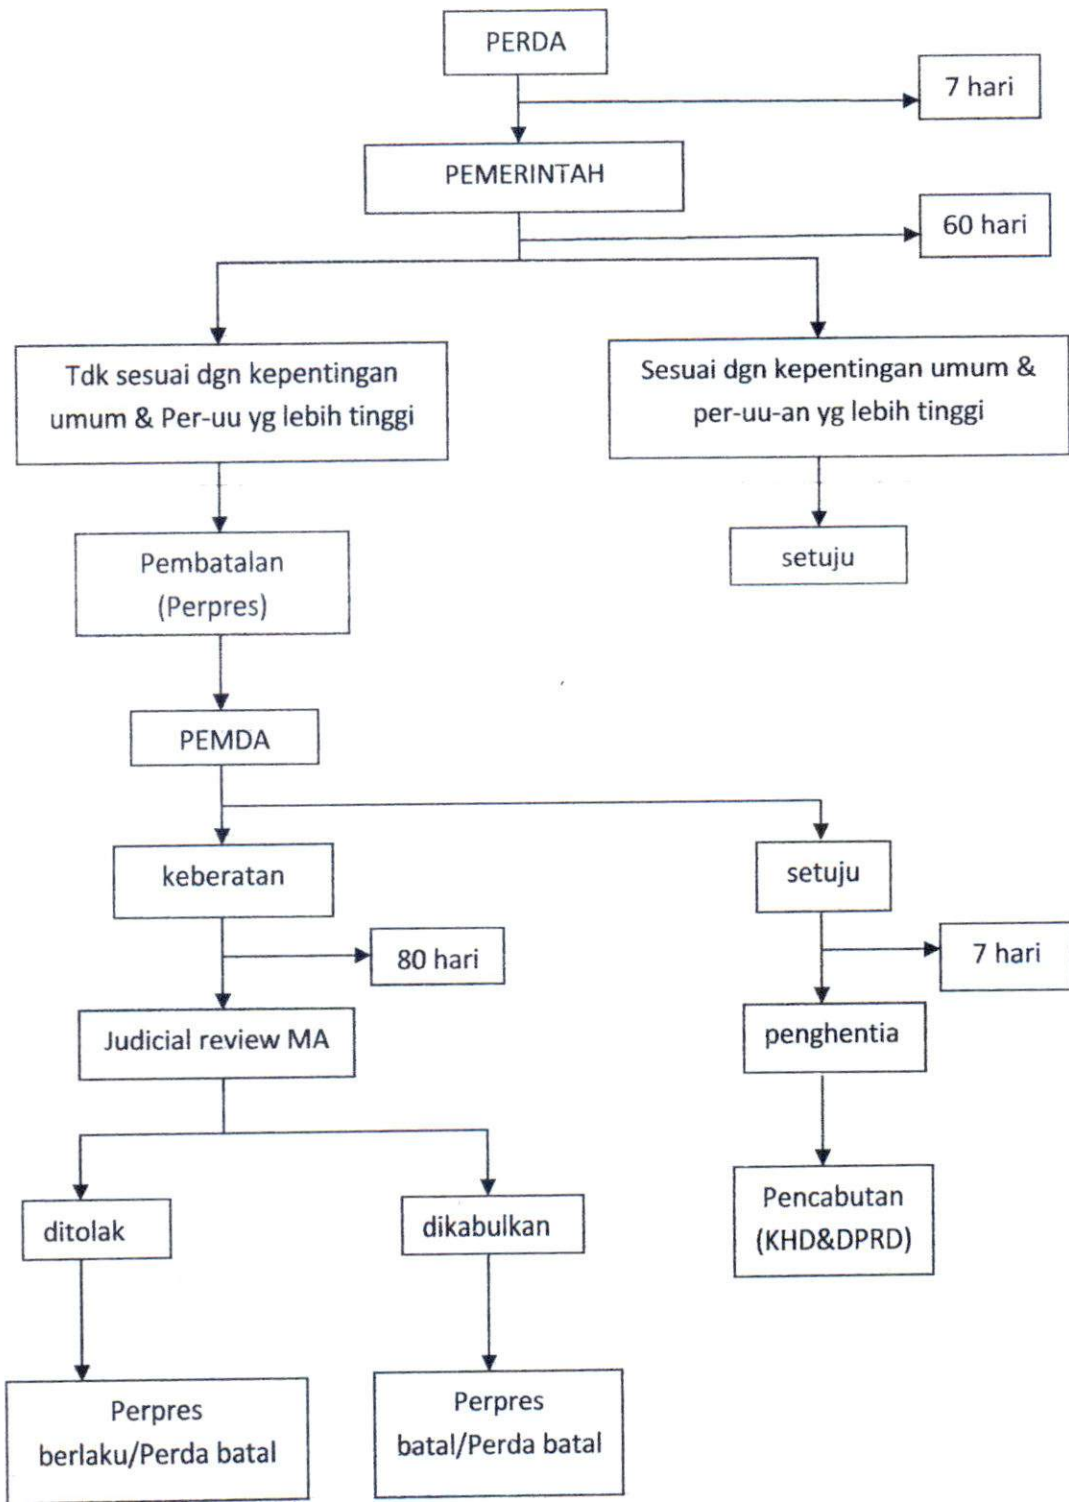 PERDA
7 hari
PEMERINTAH
60 hari
Tdk sesuai dgn kepentingan
umum & Per-uu yg lebih tinggi
Sesuai dgn kepentingan umum &
per-uu-an yg lebih tinggi
Pembatalan
(Perpres)
setuju
PEMDA
keberatan
setuju
80 hari
7 hari
Judicial review MA
penghentia
ditolak
dikabulkan
Pencabutan
(KHD&DPRD)
Perpres
berlaku/Perda batal
Perpres
batal/Perda batal